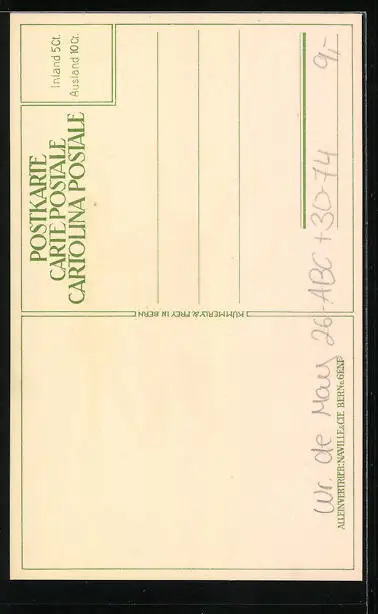 POSTKARTE
CARTE POSTALE
CARTOLINA POSTALE
Inland 5 Ct.
Ausland 10 Ct.
KÜMMERLY & FREY IN BERN
9,-
Wr. de May 26-ABC+30-74
ALLEINVERTRIEB: NAVILLE & CIE BERN & GENF